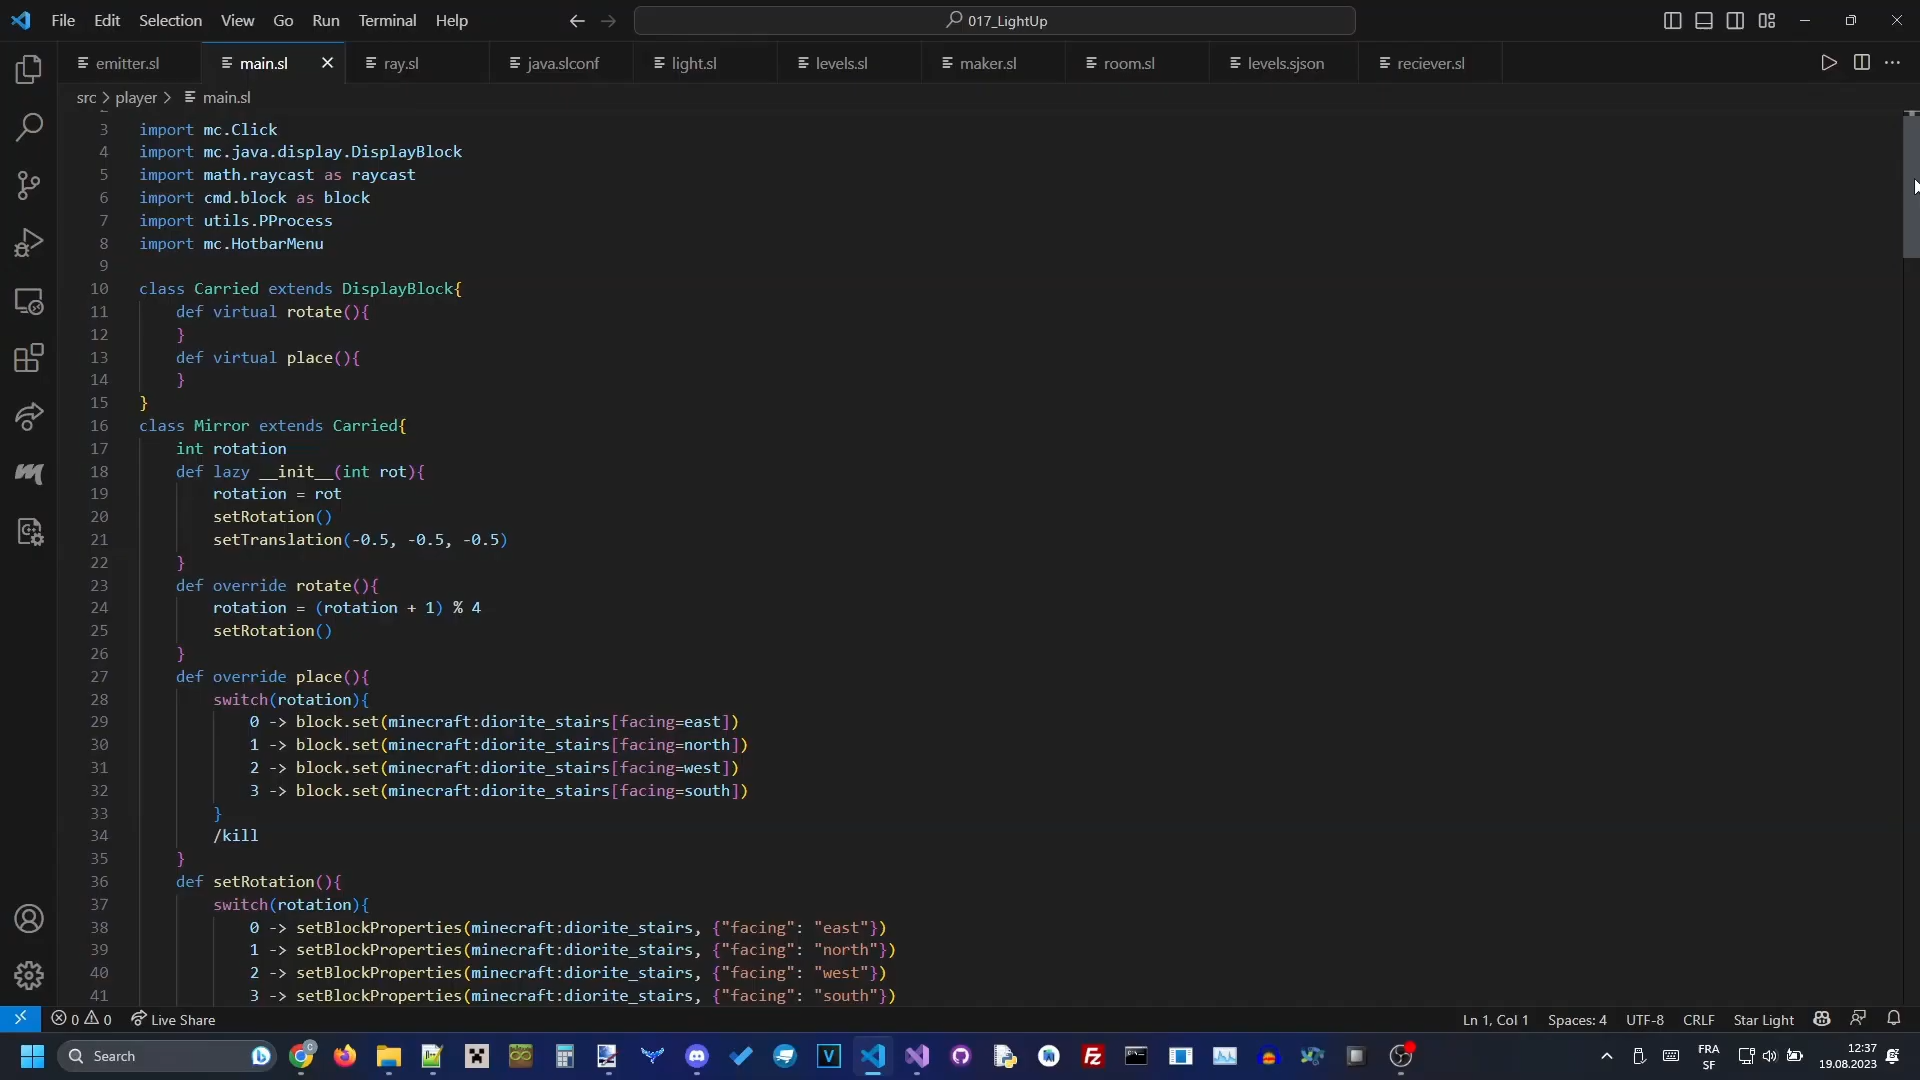 File Edit Selection View Go Run Terminal Help 017_LightUp
emitter.sl main.sl ray.sl java.slconf light.sl levels.sl maker.sl room.sl levels.sjson reciever.sl
src > player > main.sl
3 import mc.Click
4 import mc.java.display.DisplayBlock
5 import math.raycast as raycast
6 import cmd.block as block
7 import utils.PProcess
8 import mc.HotbarMenu
9
10 class Carried extends DisplayBlock{
11 def virtual rotate(){
12 }
13 def virtual place(){
14 }
15 }
16 class Mirror extends Carried{
17 int rotation
18 def lazy __init__(int rot){
19 rotation = rot
20 setRotation()
21 setTranslation(-0.5, -0.5, -0.5)
22 }
23 def override rotate(){
24 rotation = (rotation + 1) % 4
25 setRotation()
26 }
27 def override place(){
28 switch(rotation){
29 0 -> block.set(minecraft:diorite_stairs[facing=east])
30 1 -> block.set(minecraft:diorite_stairs[facing=north])
31 2 -> block.set(minecraft:diorite_stairs[facing=west])
32 3 -> block.set(minecraft:diorite_stairs[facing=south])
33 }
34 /kill
35 }
36 def setRotation(){
37 switch(rotation){
38 0 -> setBlockProperties(minecraft:diorite_stairs, {"facing": "east"})
39 1 -> setBlockProperties(minecraft:diorite_stairs, {"facing": "north"})
40 2 -> setBlockProperties(minecraft:diorite_stairs, {"facing": "west"})
41 3 -> setBlockProperties(minecraft:diorite_stairs, {"facing": "south"})
0 0 Live Share Ln 1, Col 1 Spaces: 4 UTF-8 CRLF Star Light
Search FRA 12:37
SF 19.08.2023